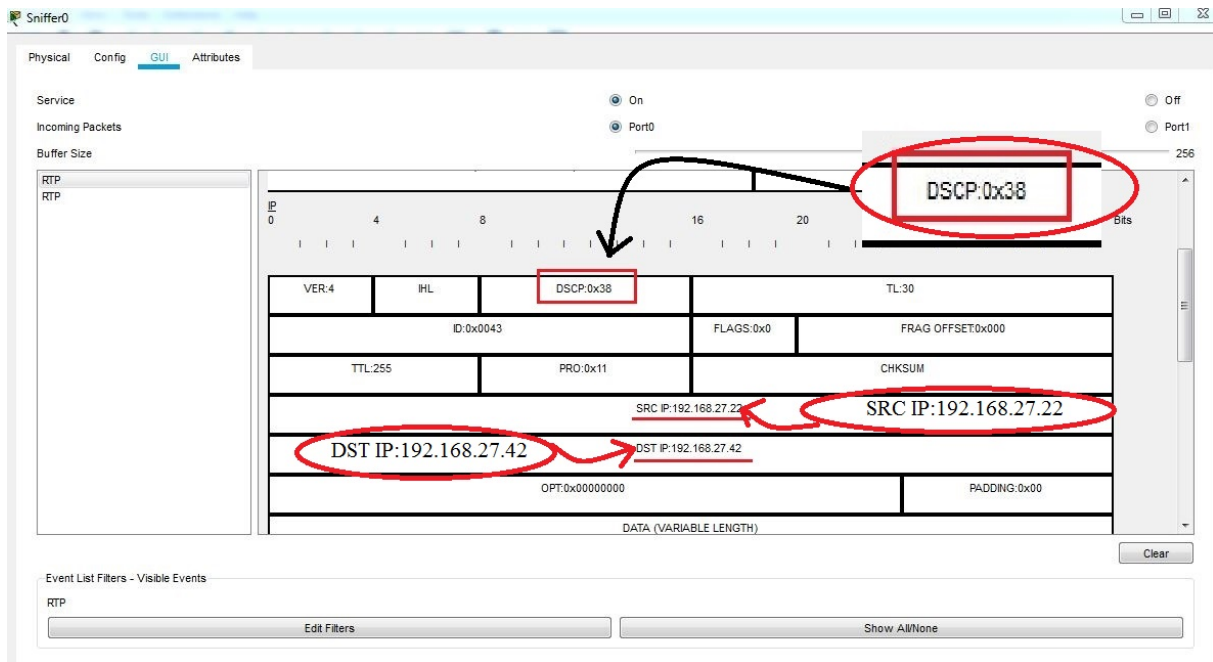 Sniffer0
Physical Config GUI Attributes
Service On Off
Incoming Packets Port0 Port1
Buffer Size 256
RTP
RTP
DSCP:0x38
IP
0 4 8 16 20 Bits
VER:4 IHL DSCP:0x38 TL:30
ID:0x0043 FLAGS:0x0 FRAG OFFSET:0x000
TTL:255 PRO:0x11 CHKSUM
SRC IP:192.168.27.22 SRC IP:192.168.27.22
DST IP:192.168.27.42 DST IP:192.168.27.42
OPT:0x00000000 PADDING:0x00
DATA (VARIABLE LENGTH)
Clear
Event List Filters - Visible Events
RTP
Edit Filters Show All/None